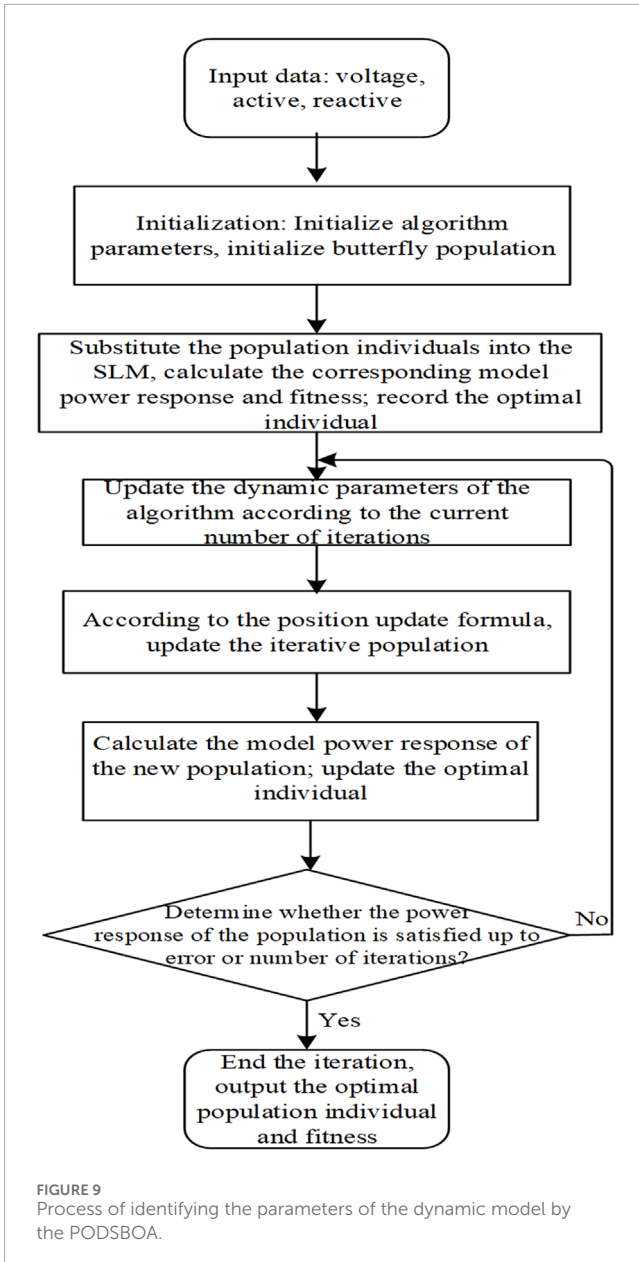 Input data: voltage,
active, reactive
Initialization: Initialize algorithm
parameters, initialize butterfly population
Substitute the population individuals into the
SLM, calculate the corresponding model
power response and fitness; record the optimal
individual
Update the dynamic parameters of the
algorithm according to the current
number of iterations
According to the position update formula,
update the iterative population
Calculate the model power response of
the new population; update the optimal
individual
Determine whether the power
response of the population is satisfied up to
error or number of iterations?
No
Yes
End the iteration,
output the optimal
population individual
and fitness
FIGURE 9
Process of identifying the parameters of the dynamic model by
the PODSBOA.